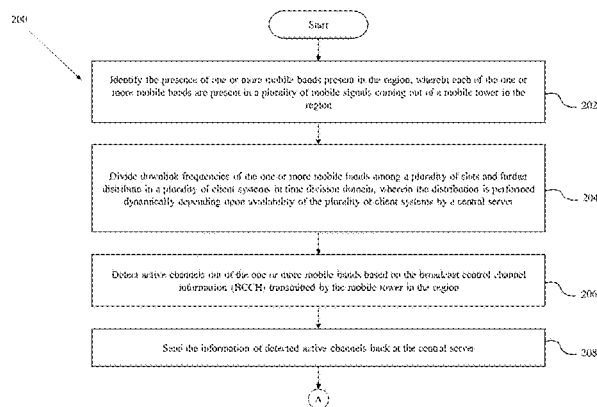 200
Start
Identify the presence of one or more mobile bands present in the region, wherein each of the one or
more mobile bands are present in a plurality of mobile signals coming out of a mobile tower in the
region
202
Divide downlink frequencies of the one or more mobile bands among a plurality of slots and further
distribute in a plurality of client systems in time division domain, wherein the distribution is performed
dynamically depending upon availability of the plurality of client systems by a central server
204
Detect active channels out of the one or more mobile bands based on the broadcast control channel
information (BCCH) transmitted by the mobile tower in the region
206
Send the information of detected active channels back at the central server
208
A